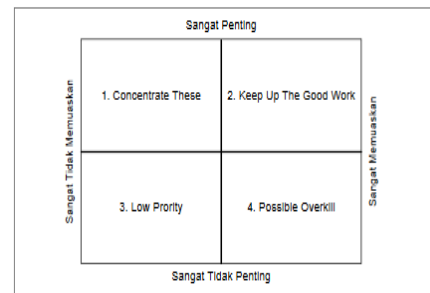 Sangat Penting
Sangat Tidak Memuaskan
1. Concentrate These
2. Keep Up The Good Work
Sangat Memuaskan
3. Low Prority
4. Possible Overkill
Sangat Tidak Penting